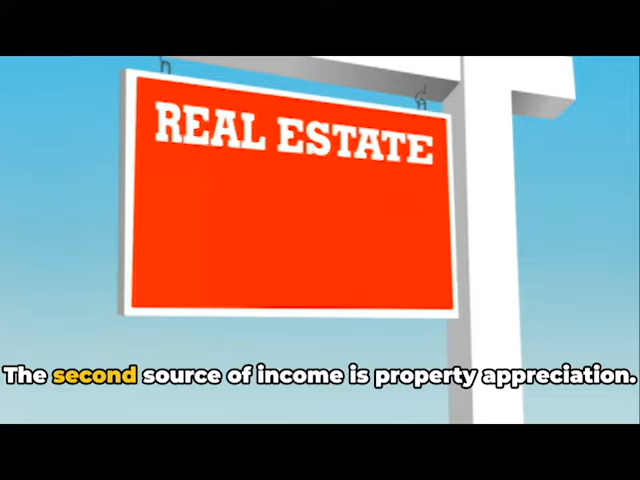 REAL ESTATE
The second source of income is property appreciation.